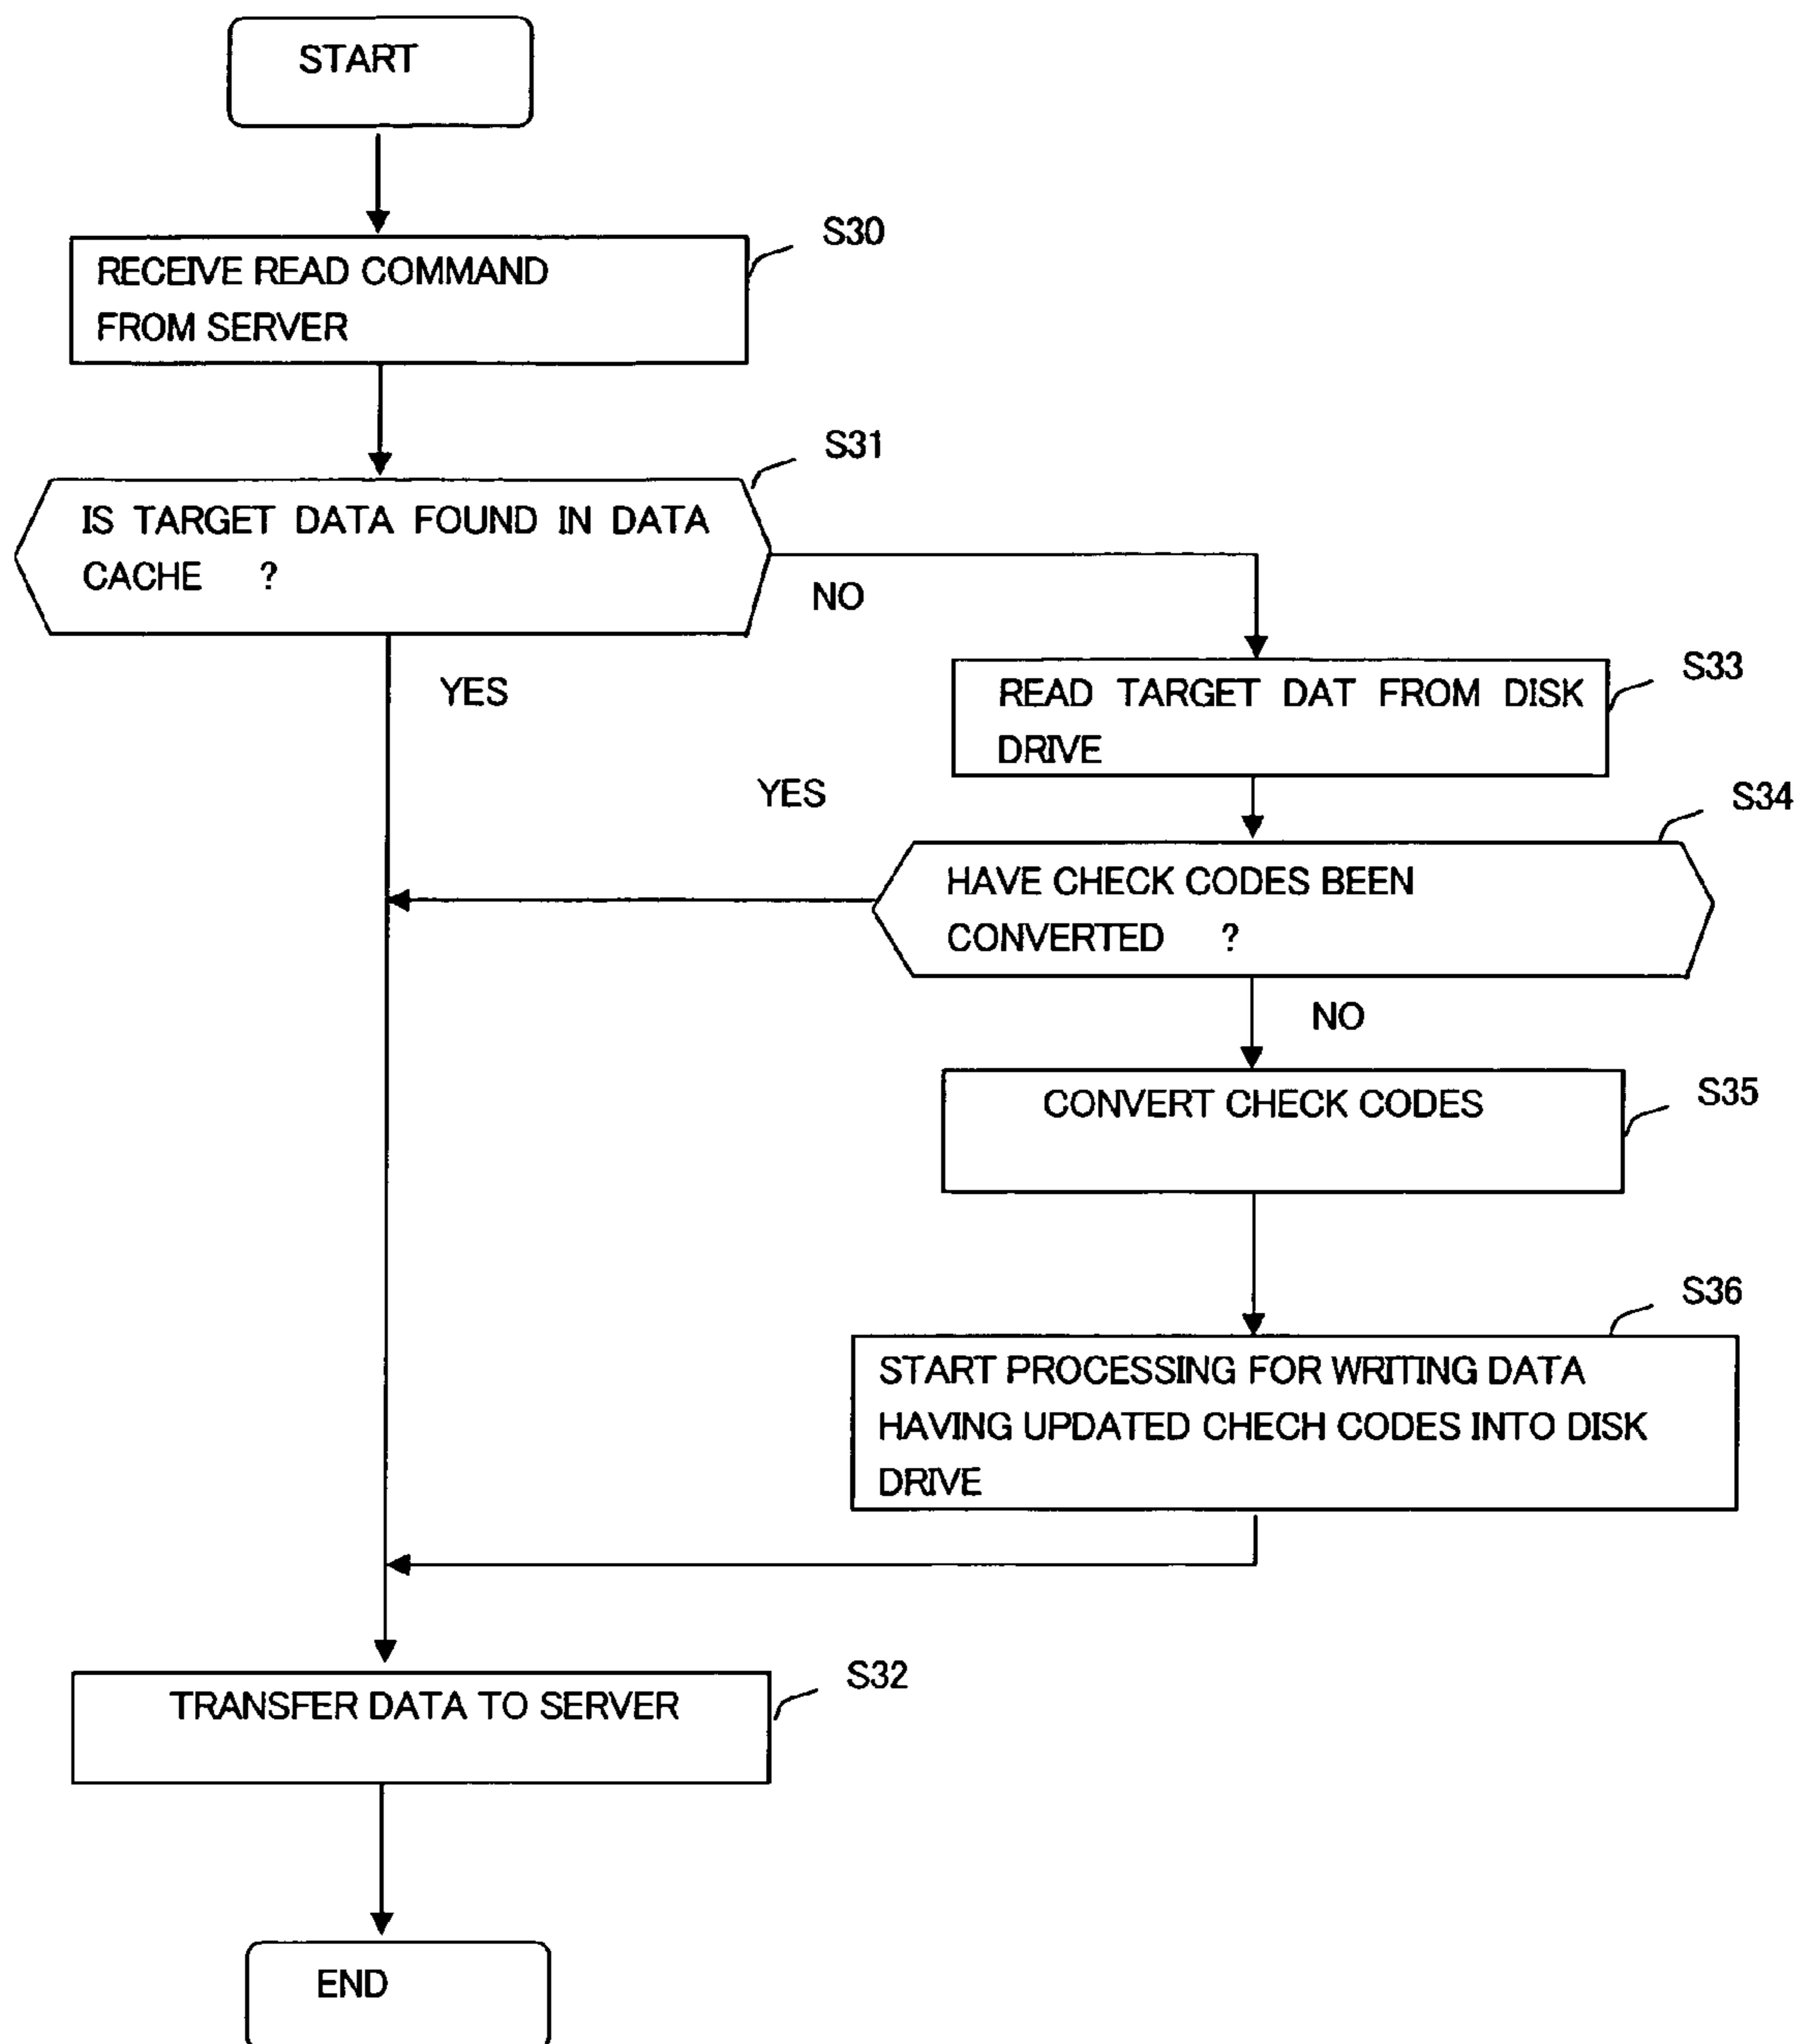 START
S30
RECEIVE READ COMMAND
FROM SERVER
S31
IS TARGET DATA FOUND IN DATA
CACHE ?
NO
YES
S33
READ TARGET DAT FROM DISK
DRIVE
YES
S34
HAVE CHECK CODES BEEN
CONVERTED ?
NO
S35
CONVERT CHECK CODES
S36
START PROCESSING FOR WRITING DATA
HAVING UPDATED CHECH CODES INTO DISK
DRIVE
S32
TRANSFER DATA TO SERVER
END